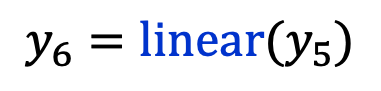 y₆ = linear(y₅)